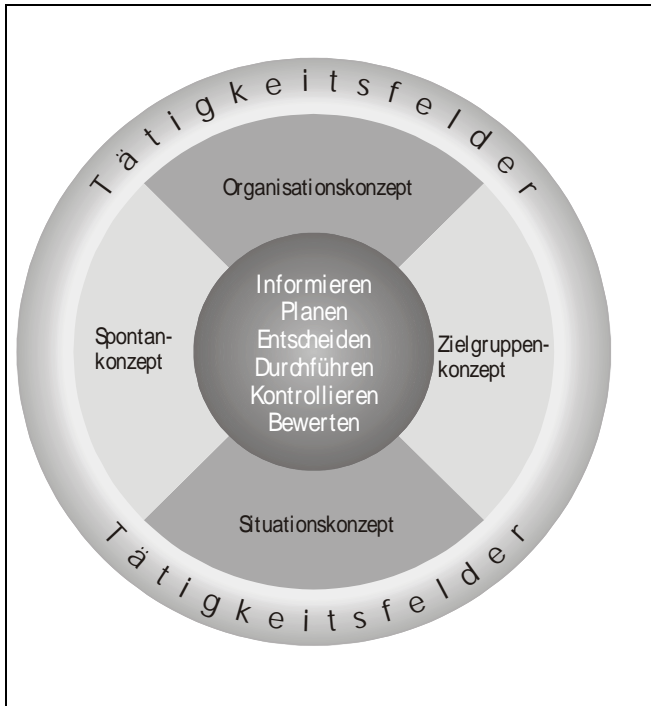 Tätigkeitsfelder
Organisationskonzept
Informieren
Planen
Entscheiden
Durchführen
Kontrollieren
Bewerten
Spontan-
konzept
Zielgruppen-
konzept
Situationskonzept
Tätigkeitsfelder